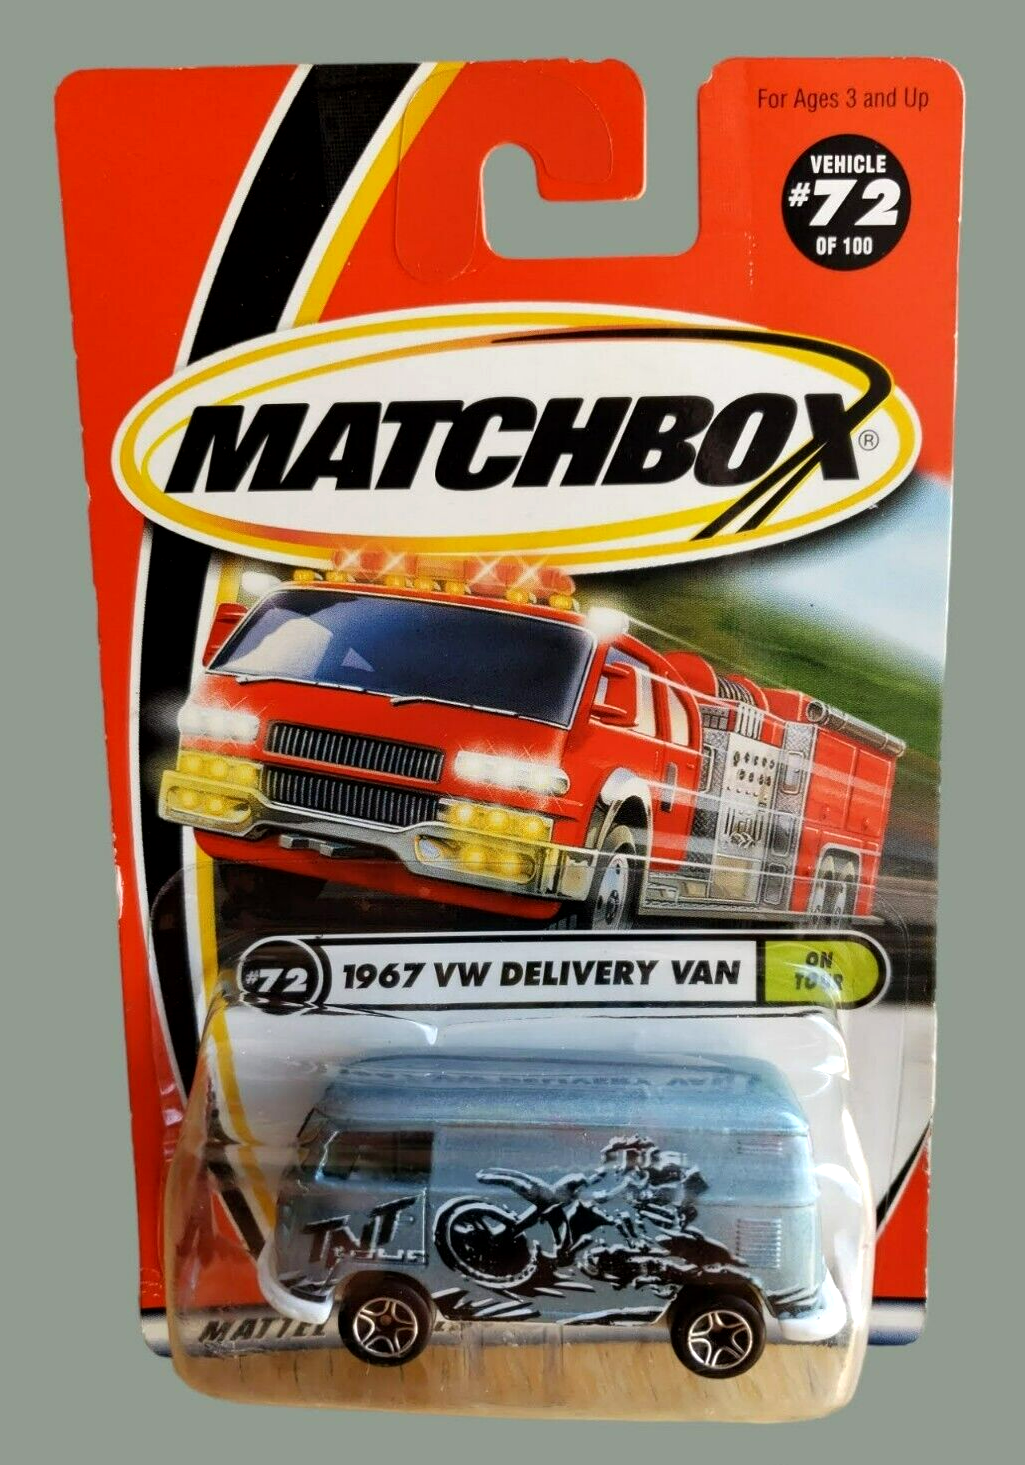 For Ages 3 and Up
VEHICLE
#72
OF 100
MATCHBOX®
#72
1967 VW DELIVERY VAN
ON
TOUR
TNT
MATTEL